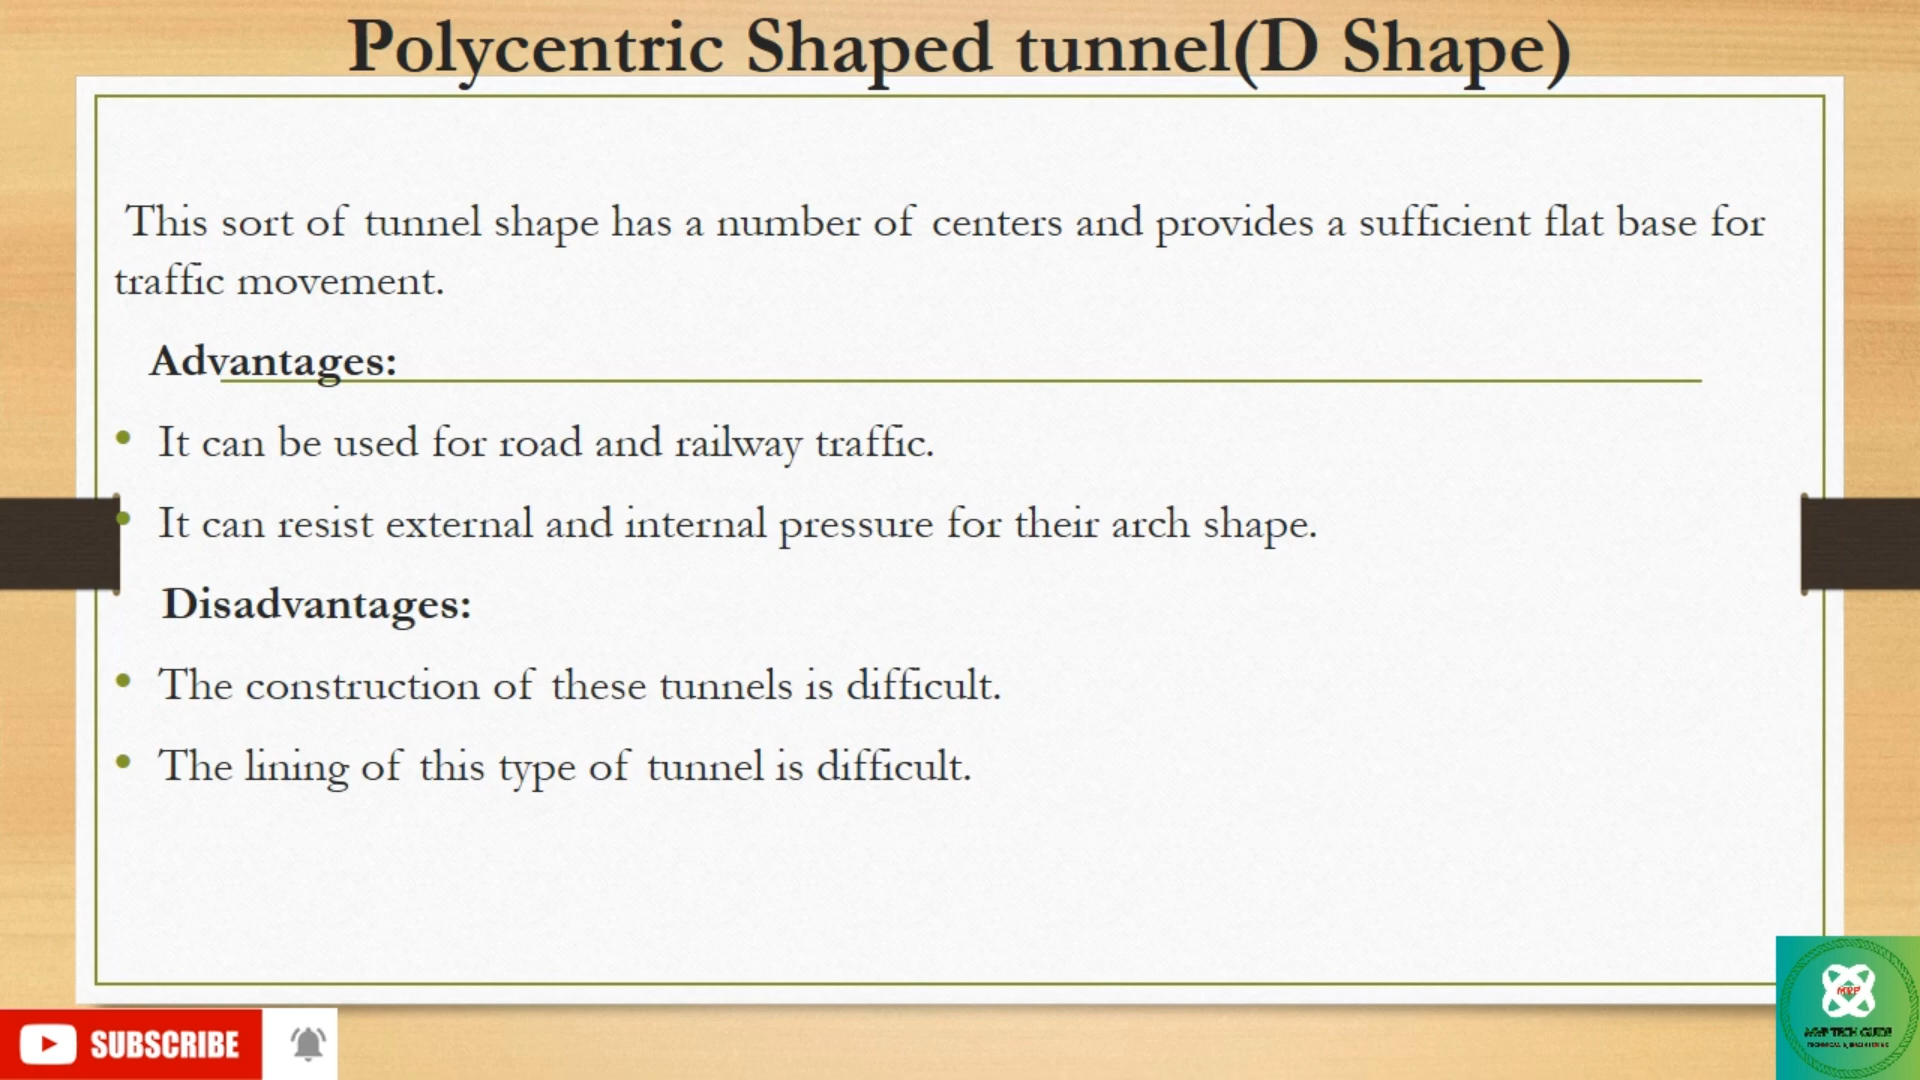 Polycentric Shaped tunnel(D Shape)
This sort of tunnel shape has a number of centers and provides a sufficient flat base for
traffic movement.
Advantages:
• It can be used for road and railway traffic.
• It can resist external and internal pressure for their arch shape.
Disadvantages:
• The construction of these tunnels is difficult.
• The lining of this type of tunnel is difficult.
SUBSCRIBE
TECH GUIDE